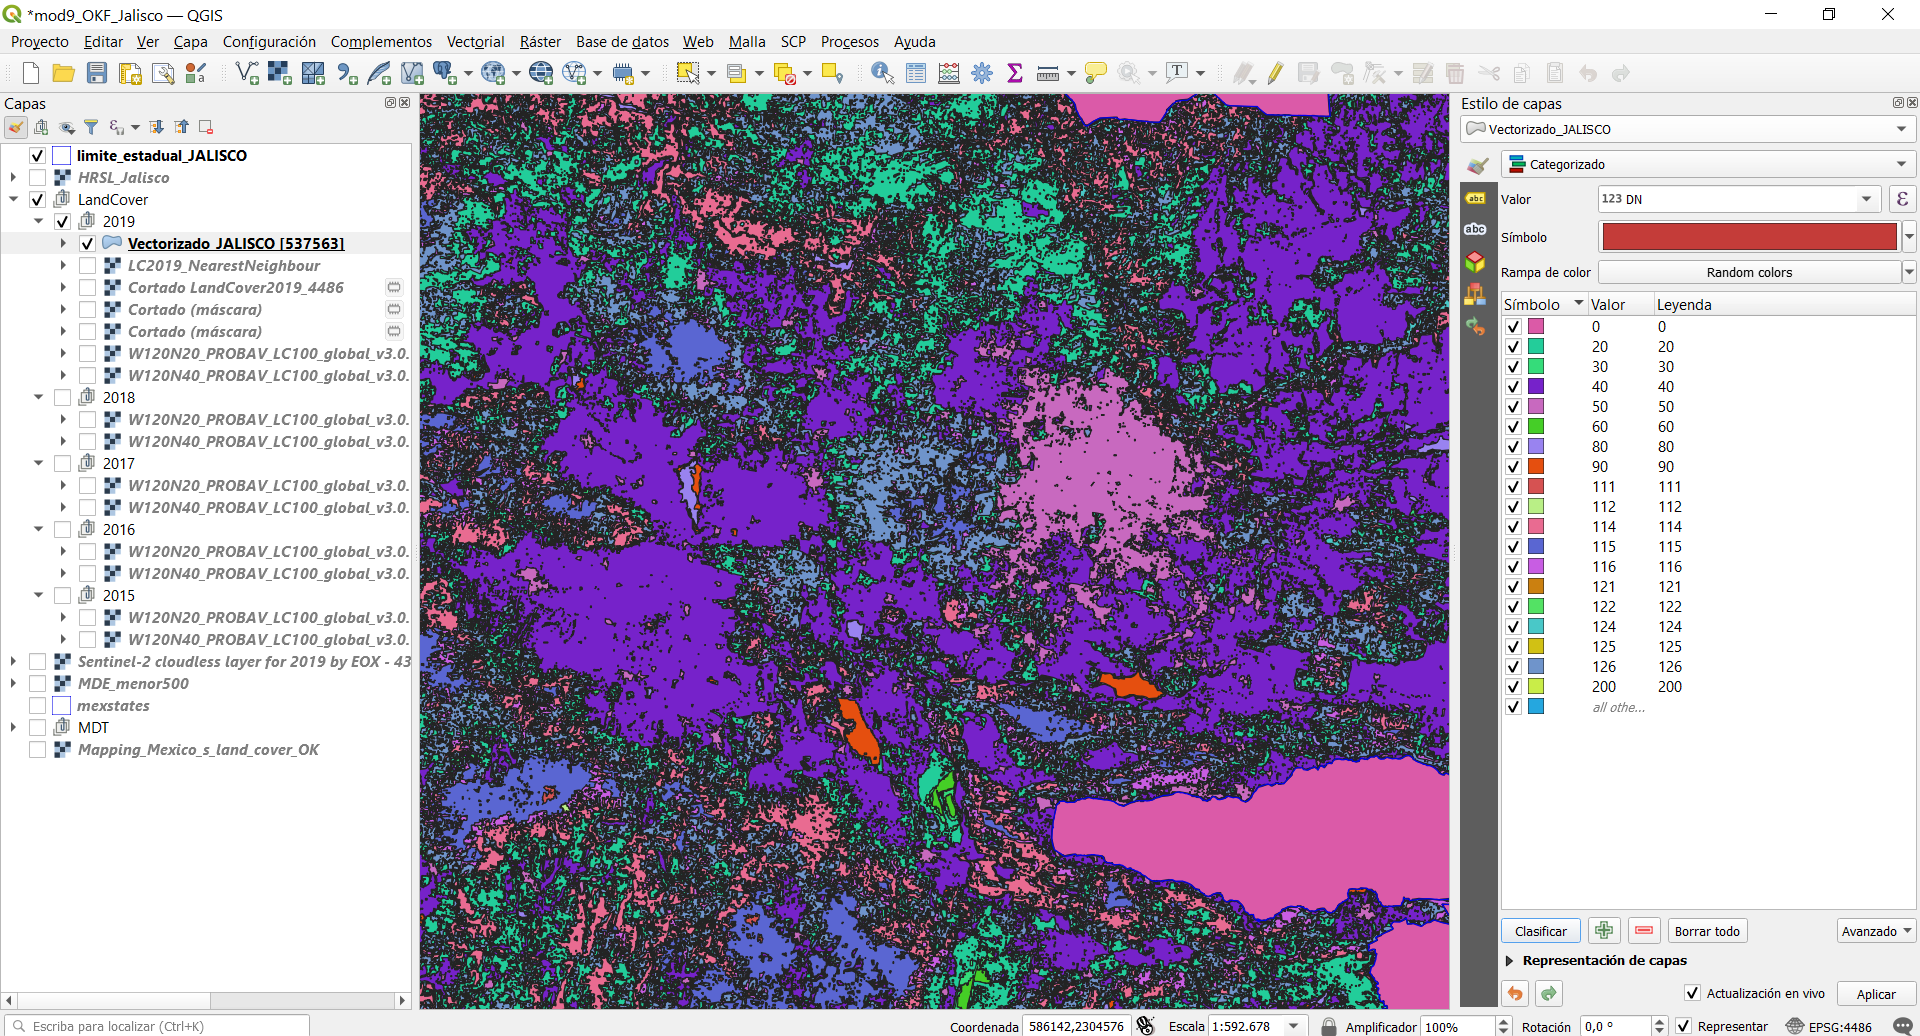 *mod9_OKF_Jalisco — QGIS
Proyecto Editar Ver Capa Configuración Complementos Vectorial Ráster Base de datos Web Malla SCP Procesos Ayuda
Capas
limite_estadual_JALISCO
HRSL_Jalisco
LandCover
2019
Vectorizado_JALISCO [537563]
LC2019_NearestNeighbour
Cortado LandCover2019_4486
Cortado (máscara)
Cortado (máscara)
W120N20_PROBAV_LC100_global_v3.0.
W120N40_PROBAV_LC100_global_v3.0.
2018
W120N20_PROBAV_LC100_global_v3.0.
W120N40_PROBAV_LC100_global_v3.0.
2017
W120N20_PROBAV_LC100_global_v3.0.
W120N40_PROBAV_LC100_global_v3.0.
2016
W120N20_PROBAV_LC100_global_v3.0.
W120N40_PROBAV_LC100_global_v3.0.
2015
W120N20_PROBAV_LC100_global_v3.0.
W120N40_PROBAV_LC100_global_v3.0.
Sentinel-2 cloudless layer for 2019 by EOX - 43
MDE_menor500
mexstates
MDT
Mapping_Mexico_s_land_cover_OK
Estilo de capas
Vectorizado_JALISCO
Categorizado
abc
abc
Valor 123 DN ε
Símbolo
Rampa de color Random colors
Símbolo Valor Leyenda
0 0
20 20
30 30
40 40
50 50
60 60
80 80
90 90
111 111
112 112
114 114
115 115
116 116
121 121
122 122
124 124
125 125
126 126
200 200
all othe...
Clasificar Borrar todo Avanzado
Representación de capas
Actualización en vivo Aplicar
Escriba para localizar (Ctrl+K) Coordenada 586142,2304576 Escala 1:592.678 Amplificador 100% Rotación 0,0 ° Representar EPSG:4486